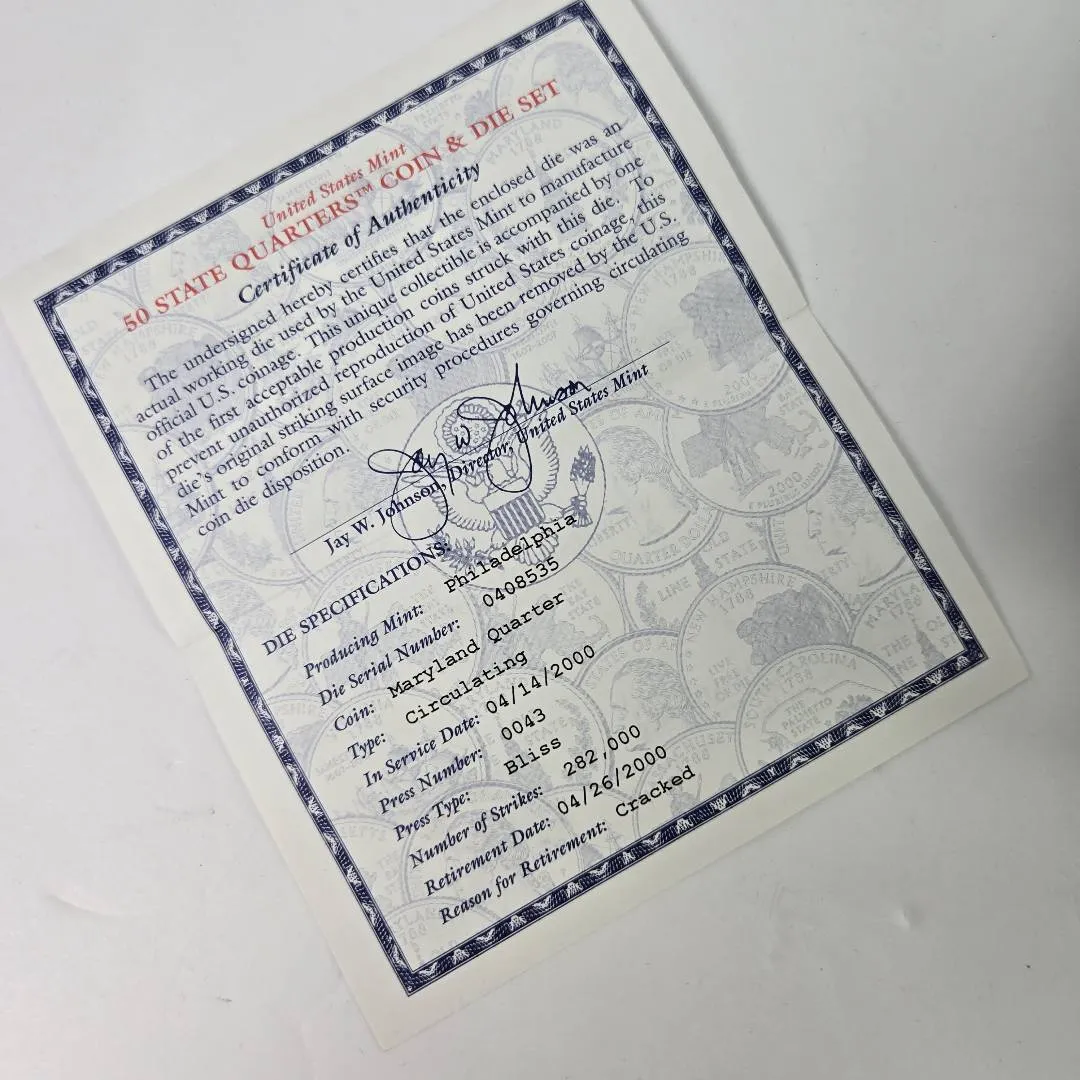 United States Mint
50 STATE QUARTERS™ COIN & DIE SET
Certificate of Authenticity
The undersigned hereby certifies that the enclosed die was an
actual working die used by the United States Mint to manufacture
official U.S. coinage. This unique collectible is accompanied by one
of the first acceptable production coins struck with this die. To
prevent unauthorized reproduction of United States coinage, this
die's original striking surface image has been removed by the U.S.
Mint to conform with security procedures governing circulating
coin die disposition.
Jay W Johnson
Jay W. Johnson, Director, United States Mint
DIE SPECIFICATIONS:
Producing Mint: Philadelphia
Die Serial Number: 0408535
Coin: Maryland Quarter
Type: Circulating
In Service Date: 04/14/2000
Press Number: 0043
Press Type: Bliss
Number of Strikes: 282,000
Retirement Date: 04/26/2000
Reason for Retirement: Cracked